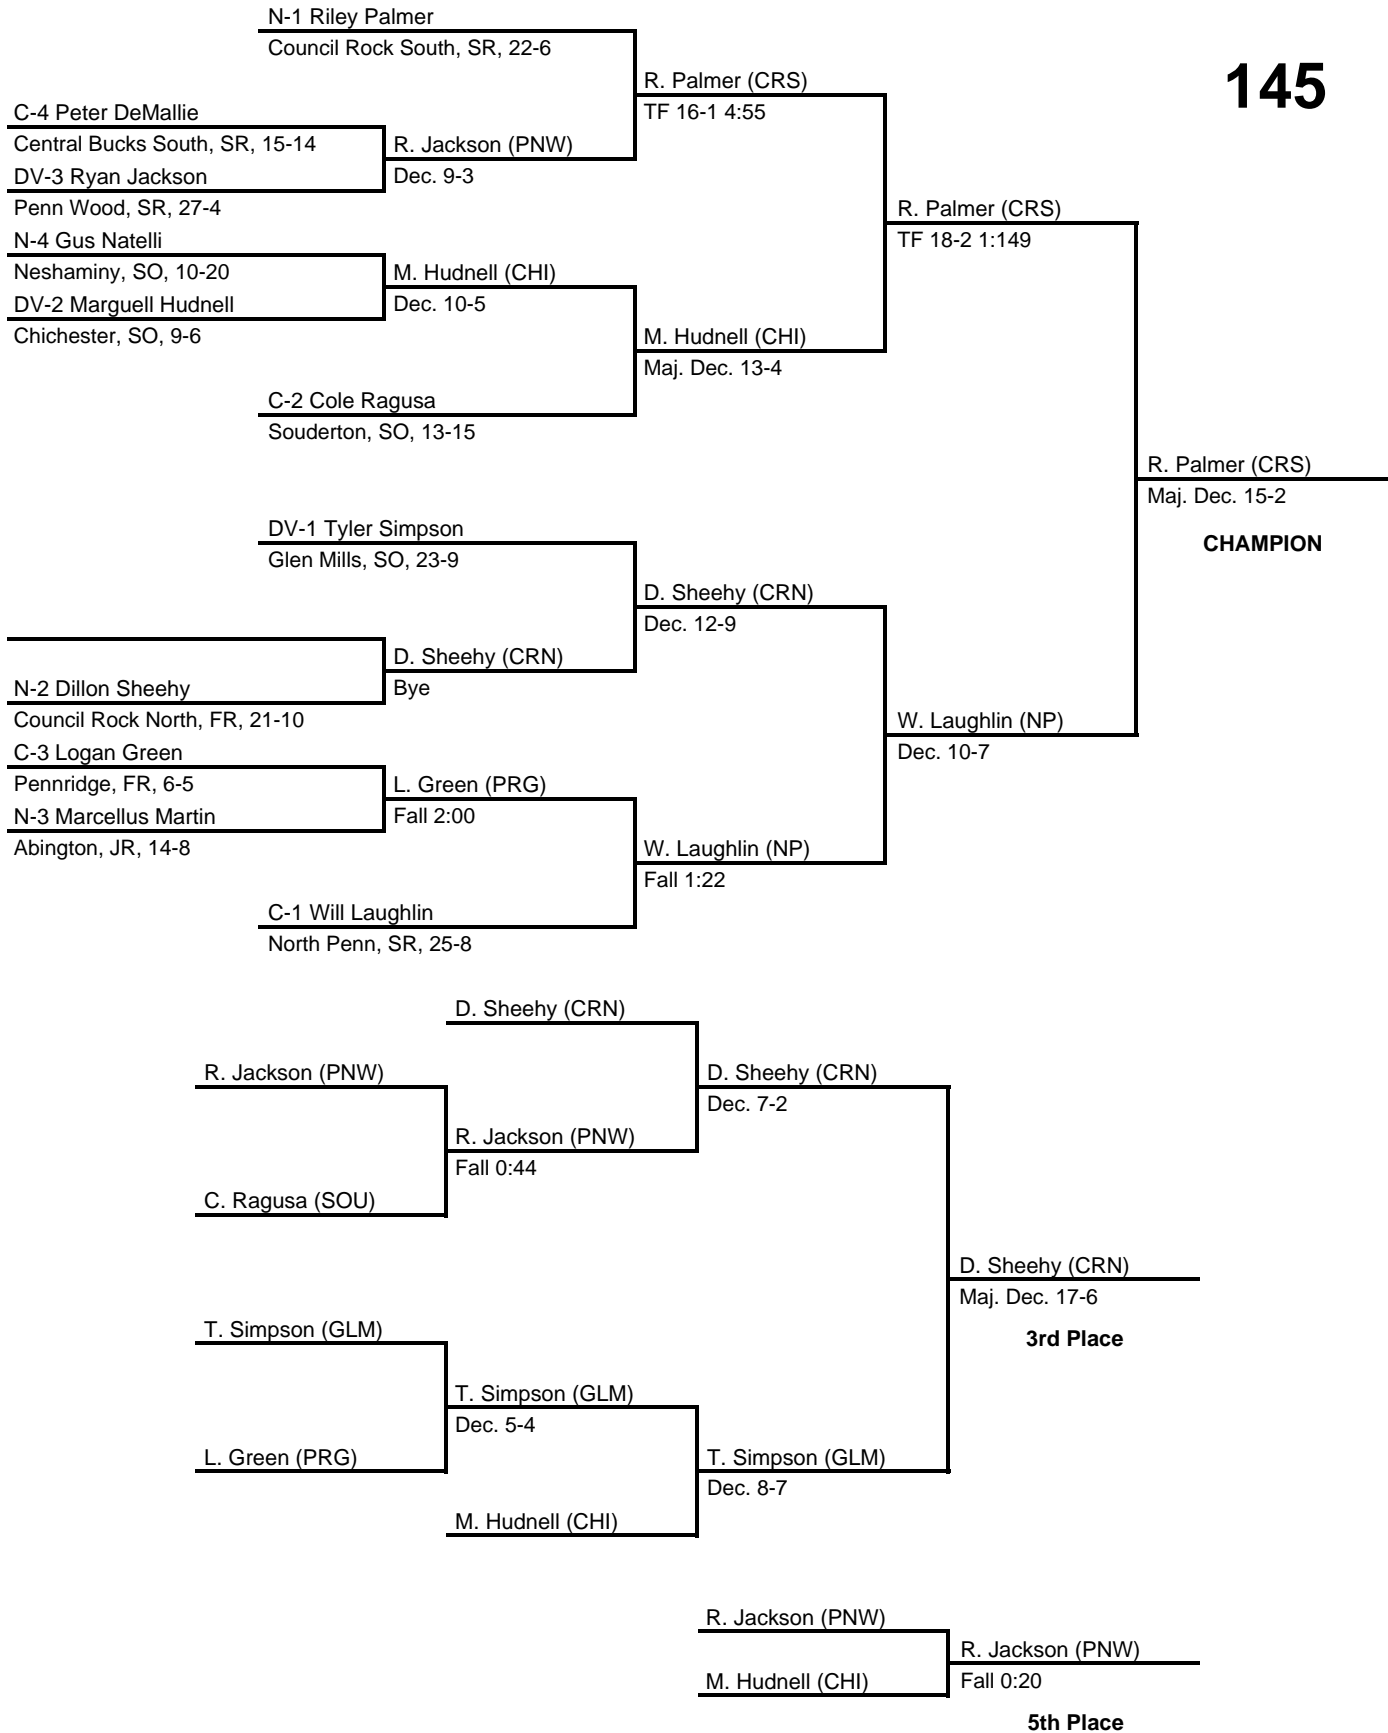 N-1 Riley Palmer
Council Rock South, SR, 22-6
145
R. Palmer (CRS)
TF 16-1 4:55
C-4 Peter DeMallie
Central Bucks South, SR, 15-14
R. Jackson (PNW)
Dec. 9-3
DV-3 Ryan Jackson
Penn Wood, SR, 27-4
R. Palmer (CRS)
TF 18-2 1:149
N-4 Gus Natelli
Neshaminy, SO, 10-20
M. Hudnell (CHI)
Dec. 10-5
DV-2 Marguell Hudnell
Chichester, SO, 9-6
M. Hudnell (CHI)
Maj. Dec. 13-4
C-2 Cole Ragusa
Souderton, SO, 13-15
R. Palmer (CRS)
Maj. Dec. 15-2
CHAMPION
DV-1 Tyler Simpson
Glen Mills, SO, 23-9
D. Sheehy (CRN)
Dec. 12-9
D. Sheehy (CRN)
Bye
N-2 Dillon Sheehy
Council Rock North, FR, 21-10
W. Laughlin (NP)
Dec. 10-7
C-3 Logan Green
Pennridge, FR, 6-5
L. Green (PRG)
Fall 2:00
N-3 Marcellus Martin
Abington, JR, 14-8
W. Laughlin (NP)
Fall 1:22
C-1 Will Laughlin
North Penn, SR, 25-8
D. Sheehy (CRN)
R. Jackson (PNW)
D. Sheehy (CRN)
Dec. 7-2
R. Jackson (PNW)
Fall 0:44
C. Ragusa (SOU)
D. Sheehy (CRN)
Maj. Dec. 17-6
3rd Place
T. Simpson (GLM)
T. Simpson (GLM)
Dec. 5-4
L. Green (PRG)
T. Simpson (GLM)
Dec. 8-7
M. Hudnell (CHI)
R. Jackson (PNW)
R. Jackson (PNW)
Fall 0:20
M. Hudnell (CHI)
5th Place